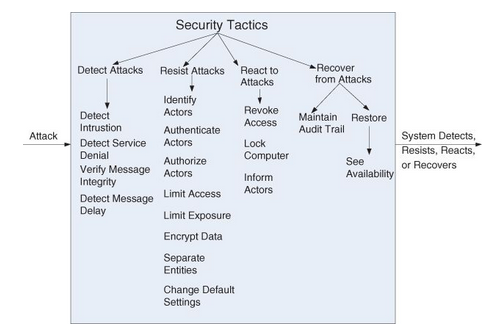 Security Tactics
Detect Attacks
Resist Attacks
React to
Attacks
Recover
from Attacks
Detect
Intrustion
Detect Service
Denial
Verify Message
Integrity
Detect Message
Delay
Identify
Actors
Authenticate
Actors
Authorize
Actors
Limit Access
Limit Exposure
Encrypt Data
Separate
Entities
Change Default
Settings
Revoke
Access
Lock
Computer
Inform
Actors
Maintain
Audit Trail
Restore
See
Availability
Attack
System Detects,
Resists, Reacts,
or Recovers